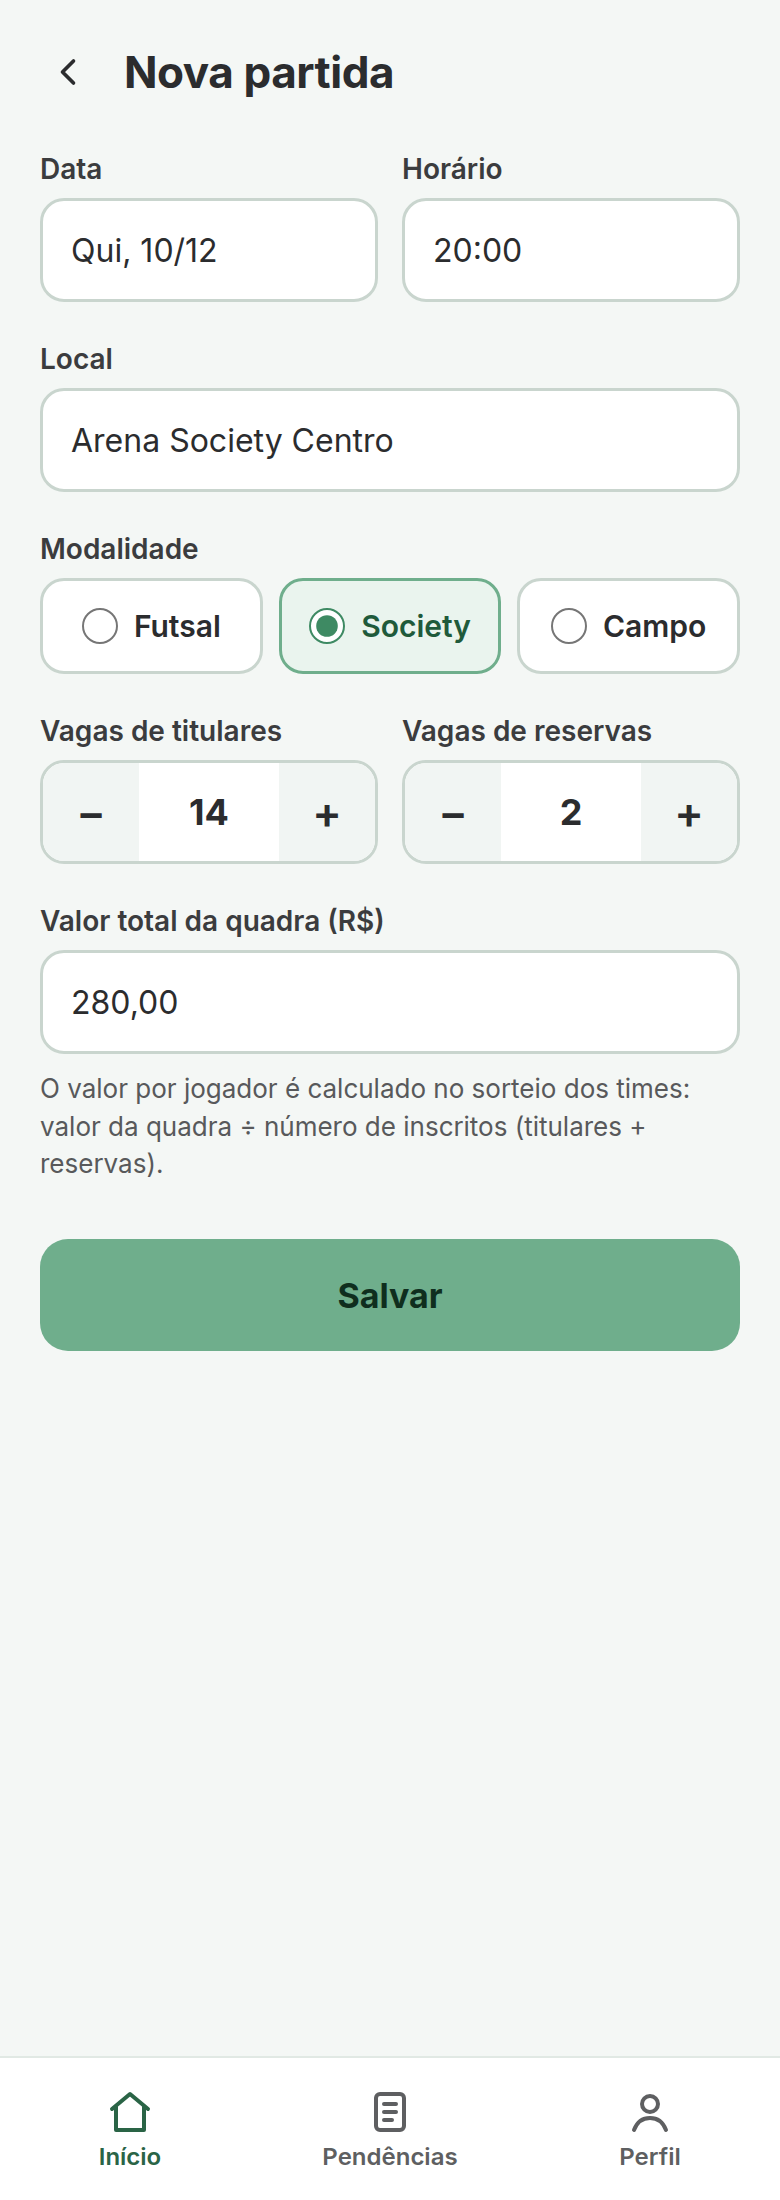 Nova partida
Data
Horário
Qui, 10/12
20:00
Local
Arena Society Centro
Modalidade
Futsal
Society
Campo
Vagas de titulares
Vagas de reservas
− 14 +
− 2 +
Valor total da quadra (R$)
280,00
O valor por jogador é calculado no sorteio dos times:
valor da quadra ÷ número de inscritos (titulares +
reservas).
Salvar
Início
Pendências
Perfil